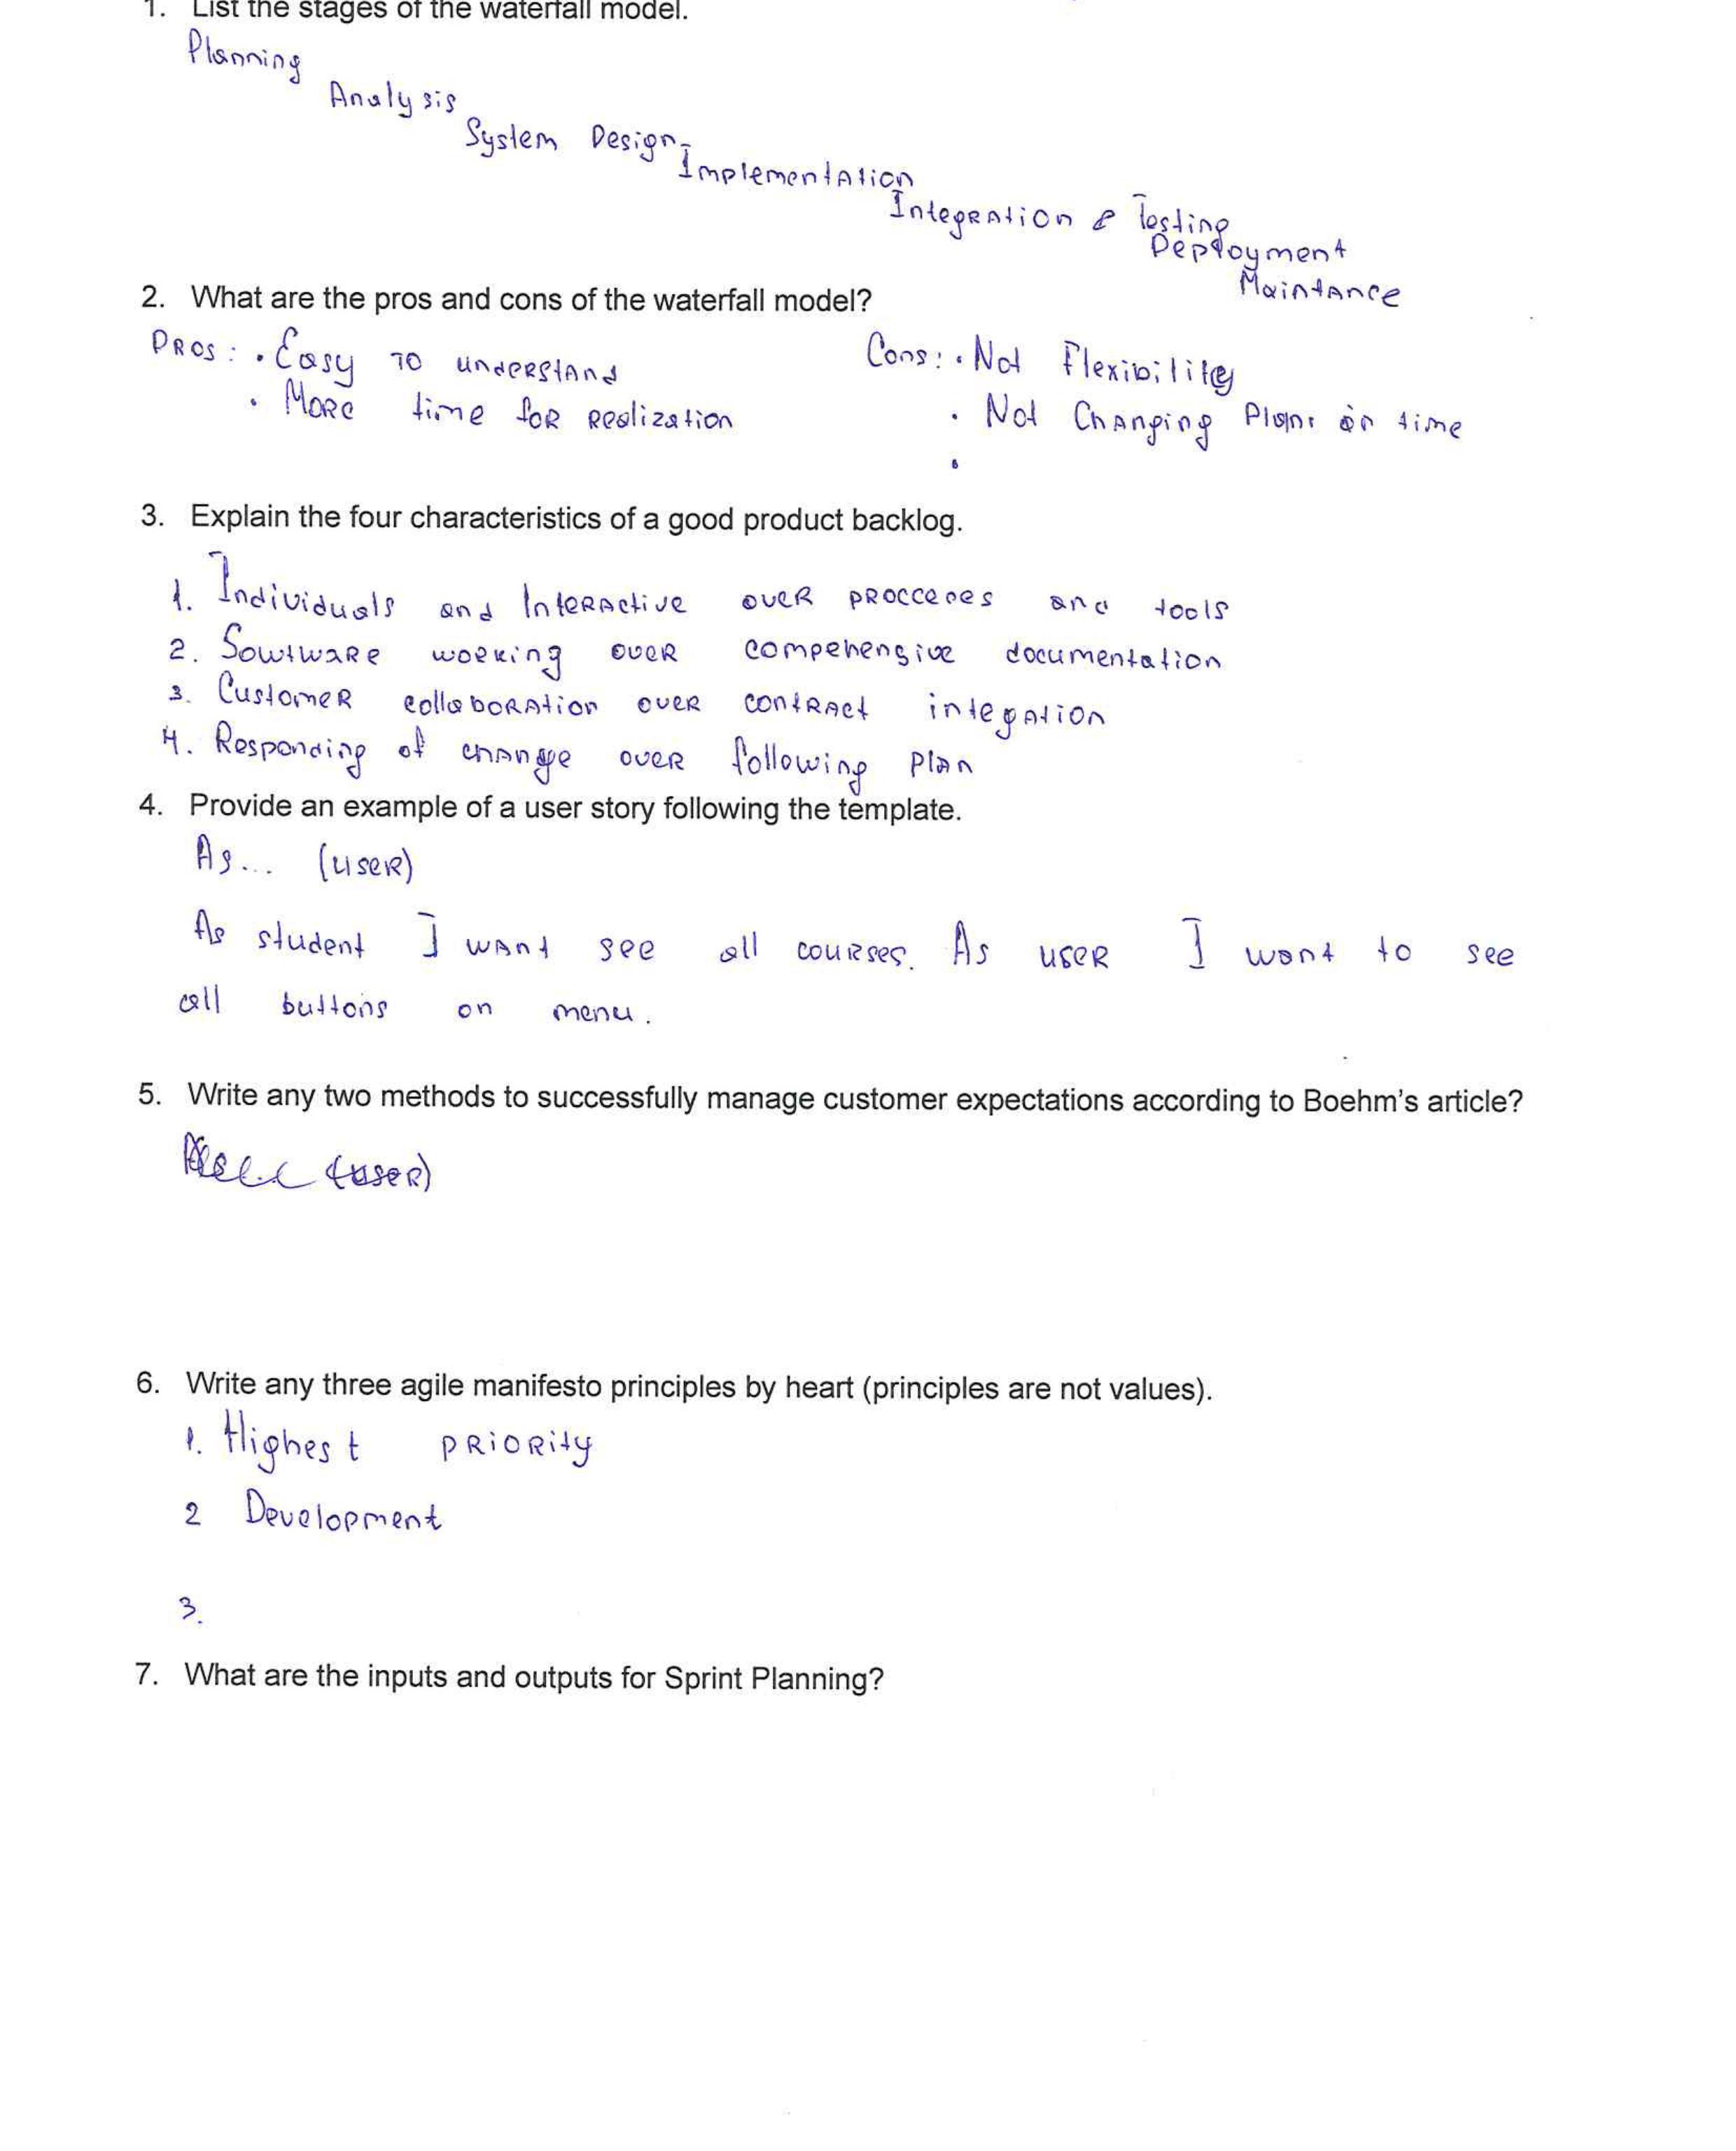 1. List the stages of the waterfall model.
Planning
Analysis
System Design
Implementation
Integration & Testing
Deployment
Maintance
2. What are the pros and cons of the waterfall model?
Pros: • Easy to understand
• More time for realization
Cons: • Not Flexibility
• Not Changing Plans in time
•
3. Explain the four characteristics of a good product backlog.
1. Individuals and Interactive over procceces and tools
2. Sowtware working over compehensive documentation
3. Customer collaboration over contract integation
4. Responding of change over following plan
4. Provide an example of a user story following the template.
As... (user)
As student I want see all courses. As user I want to see
all buttons on menu.
5. Write any two methods to successfully manage customer expectations according to Boehm's article?
(user)
6. Write any three agile manifesto principles by heart (principles are not values).
1. Highest priority
2 Development
3.
7. What are the inputs and outputs for Sprint Planning?